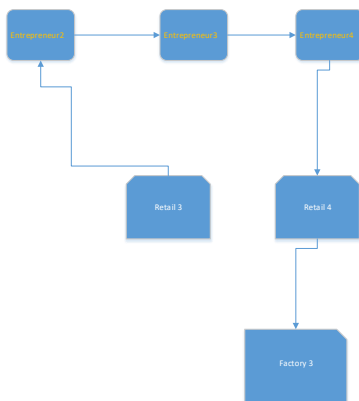 Entrepreneur2
Entrepreneur3
Entrepreneur4
Retail 3
Retail 4
Factory 3